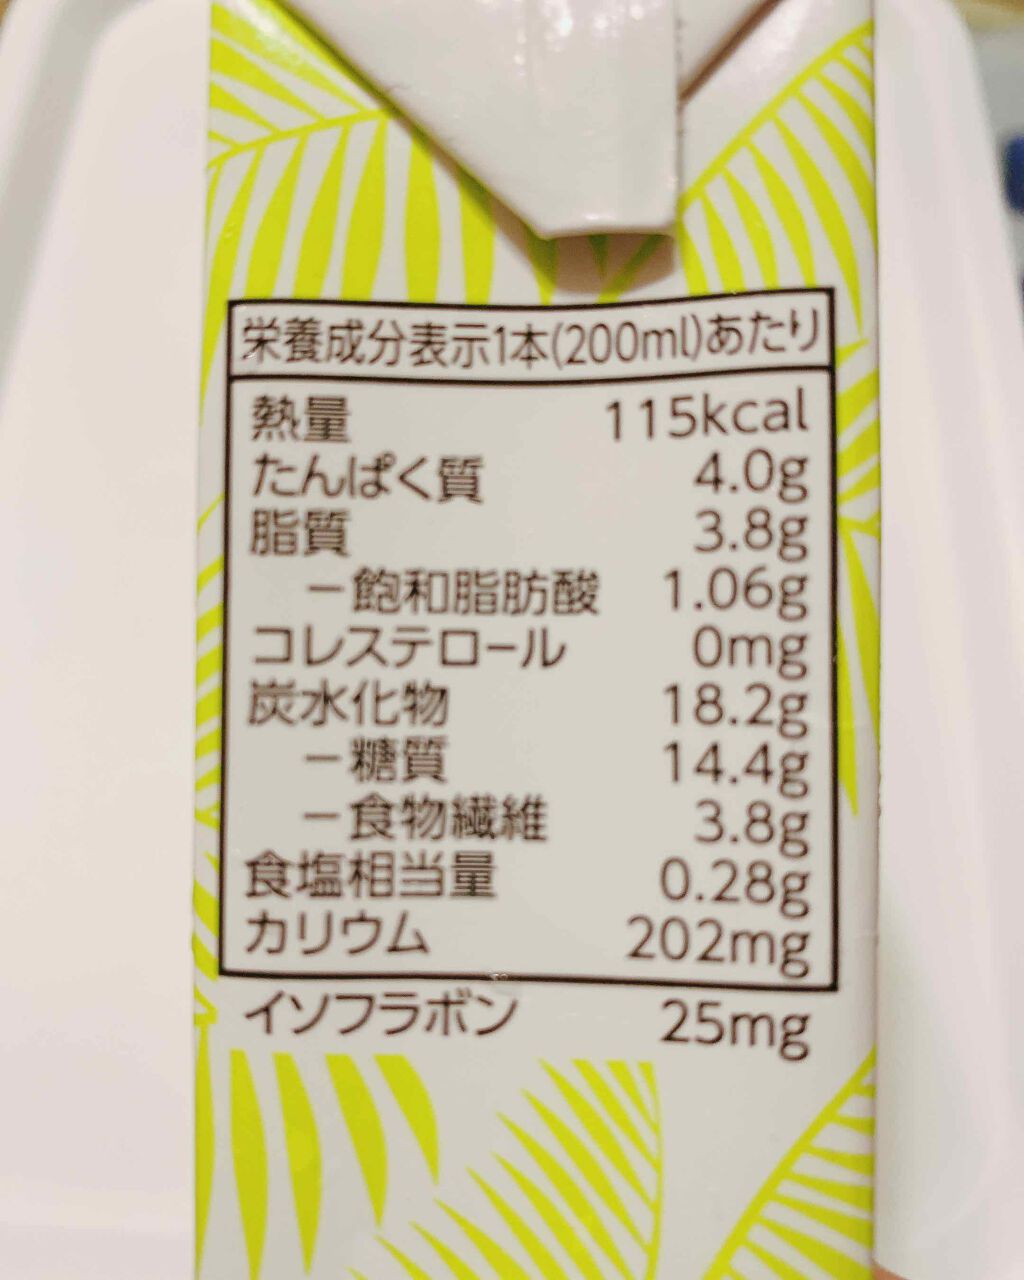 栄養成分表示1本(200ml)あたり
熱量 115kcal
たんぱく質 4.0g
脂質 3.8g
－飽和脂肪酸 1.06g
コレステロール 0mg
炭水化物 18.2g
－糖質 14.4g
－食物繊維 3.8g
食塩相当量 0.28g
カリウム 202mg
イソフラボン 25mg